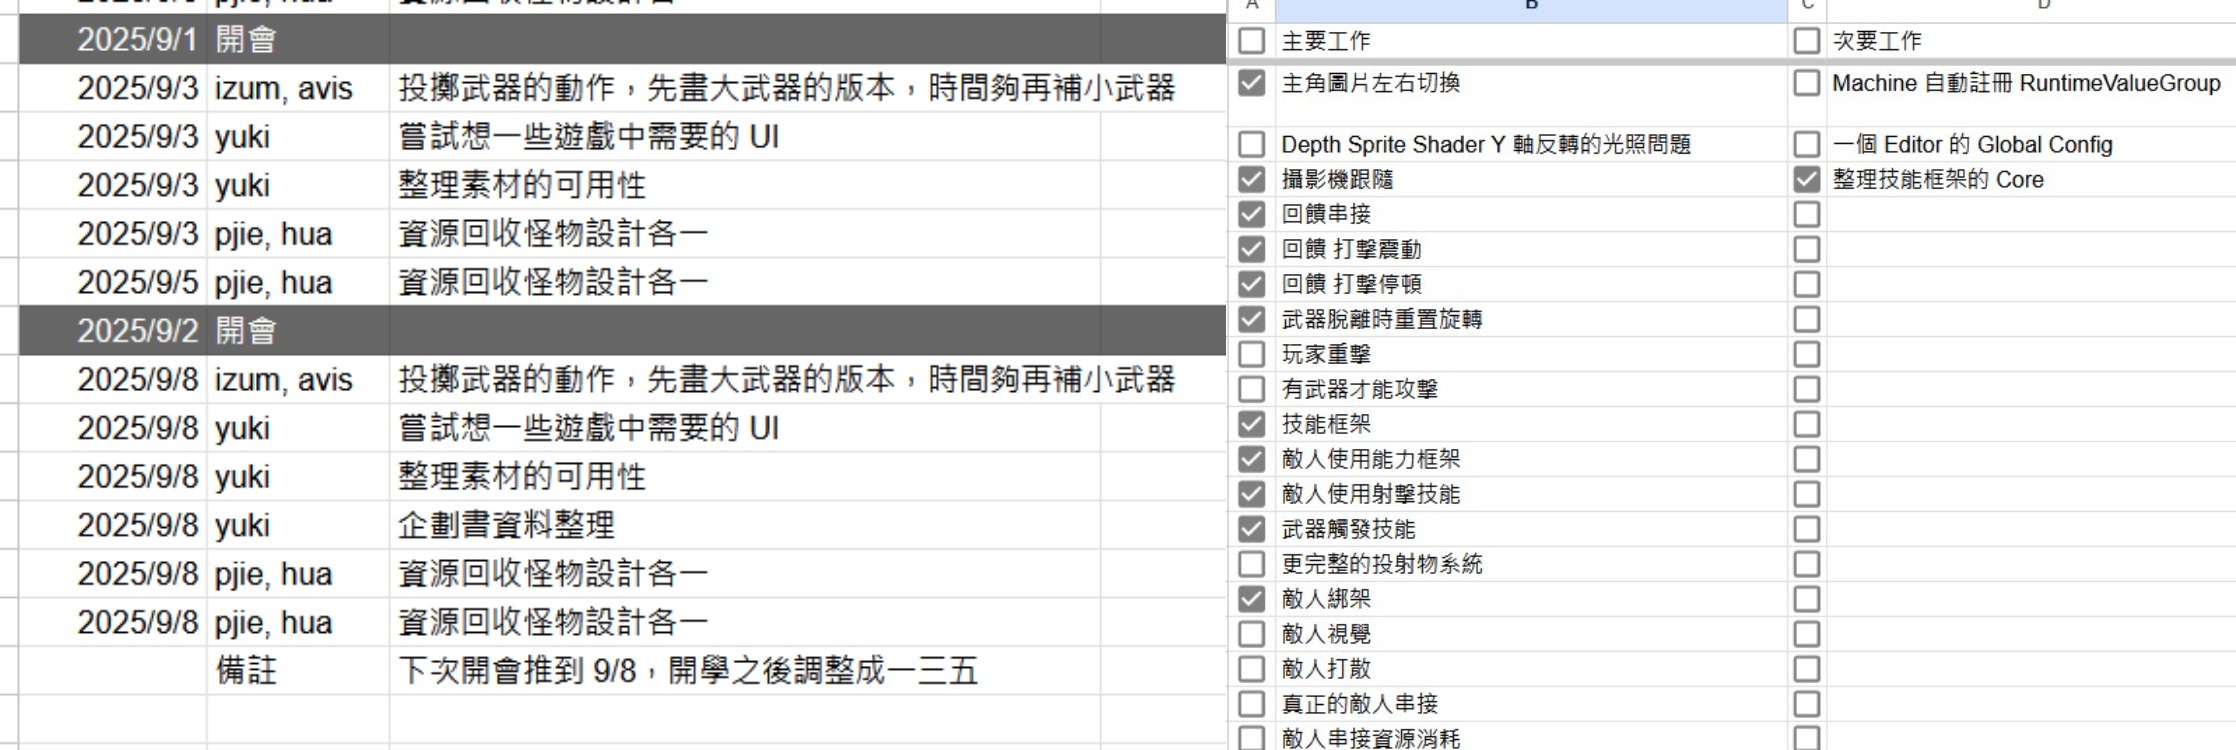 2025/9/1 開會
2025/9/3 izum, avis 投擲武器的動作，先畫大武器的版本，時間夠再補小武器
2025/9/3 yuki 嘗試想一些遊戲中需要的 UI
2025/9/3 yuki 整理素材的可用性
2025/9/3 pjie, hua 資源回收怪物設計各一
2025/9/5 pjie, hua 資源回收怪物設計各一
2025/9/2 開會
2025/9/8 izum, avis 投擲武器的動作，先畫大武器的版本，時間夠再補小武器
2025/9/8 yuki 嘗試想一些遊戲中需要的 UI
2025/9/8 yuki 整理素材的可用性
2025/9/8 yuki 企劃書資料整理
2025/9/8 pjie, hua 資源回收怪物設計各一
2025/9/8 pjie, hua 資源回收怪物設計各一
備註 下次開會推到 9/8，開學之後調整成一三五
A B C D
主要工作 次要工作
主角圖片左右切換 Machine 自動註冊 RuntimeValueGroup
Depth Sprite Shader Y 軸反轉的光照問題 一個 Editor 的 Global Config
攝影機跟隨 整理技能框架的 Core
回饋串接
回饋 打擊震動
回饋 打擊停頓
武器脫離時重置旋轉
玩家重擊
有武器才能攻擊
技能框架
敵人使用能力框架
敵人使用射擊技能
武器觸發技能
更完整的投射物系統
敵人綁架
敵人視覺
敵人打散
真正的敵人串接
敵人串接資源消耗